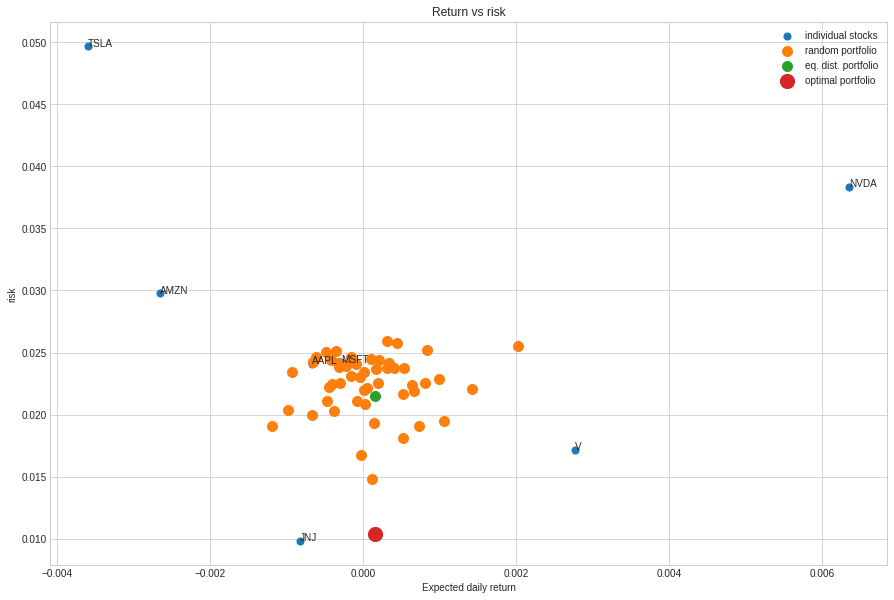 Return vs risk
individual stocks
random portfolio
eq. dist. portfolio
optimal portfolio
TSLA
NVDA
AMZN
AAPL
MSFT
V
JNJ
risk
0.050
0.045
0.040
0.035
0.030
0.025
0.020
0.015
0.010
−0.004
−0.002
0.000
0.002
0.004
0.006
Expected daily return